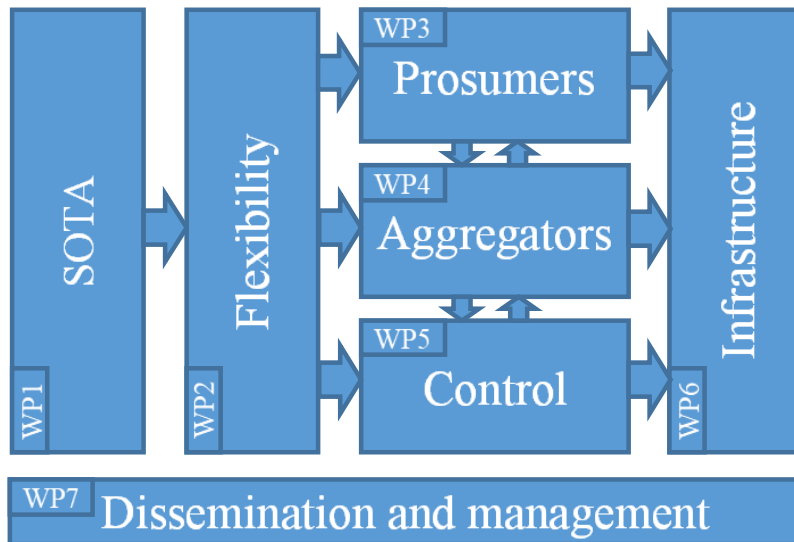 WP1
SOTA
WP2
Flexibility
WP3
Prosumers
WP4
Aggregators
WP5
Control
WP6
Infrastructure
WP7
Dissemination and management